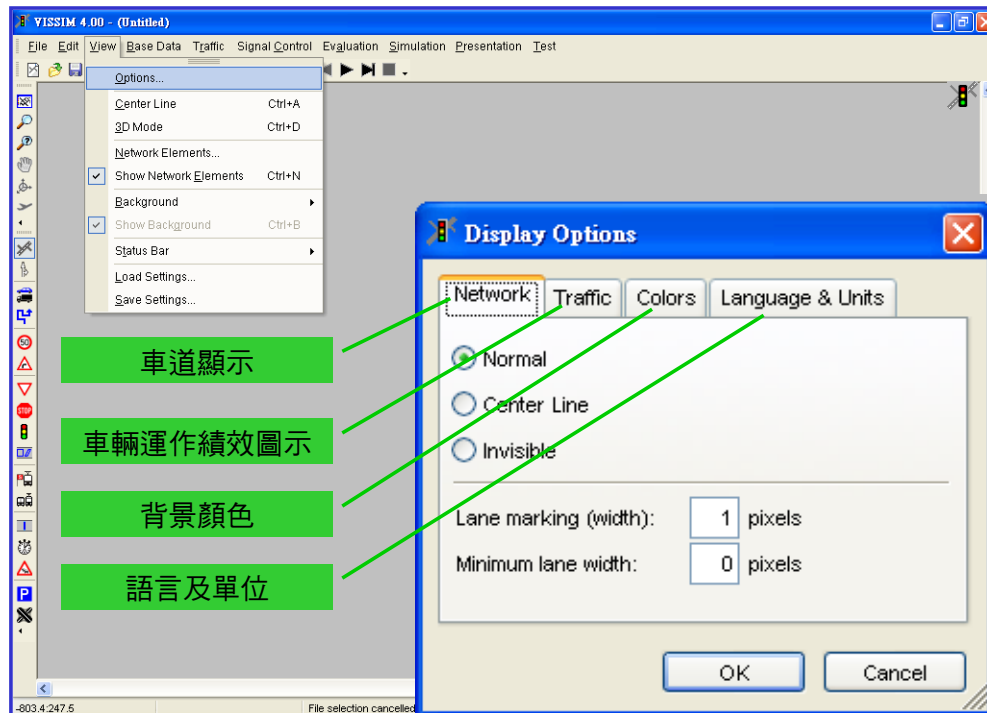 VISSIM 4.00 - (Untitled)
File Edit View Base Data Traffic Signal Control Evaluation Simulation Presentation Test
Options...
Center Line Ctrl+A
3D Mode Ctrl+D
Network Elements...
Show Network Elements Ctrl+N
Background
Show Background Ctrl+B
Status Bar
Load Settings...
Save Settings...
Display Options
Network Traffic Colors Language & Units
車道顯示
Normal
Center Line
車輛運作績效圖示
Invisible
背景顏色
Lane marking (width): 1 pixels
Minimum lane width: 0 pixels
語言及單位
OK Cancel
50
STOP
P
-803.4:247.5 File selection cancelled